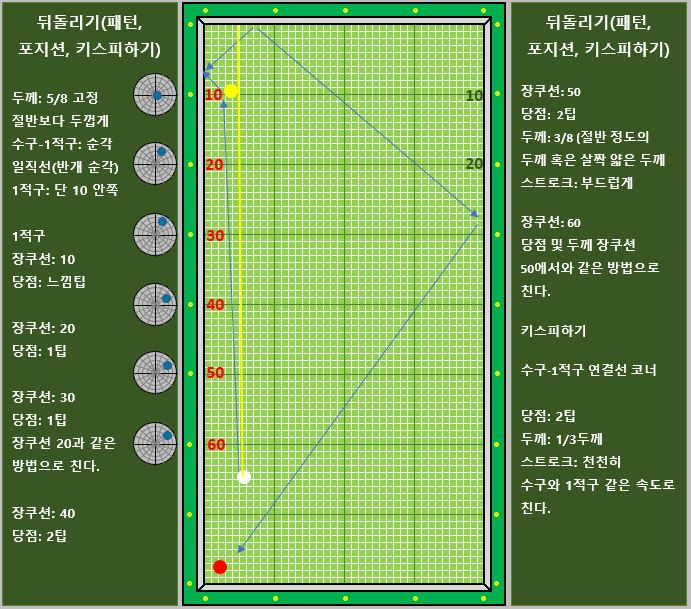 뒤돌리기(패턴,
포지션, 키스피하기)
두께: 5/8 고정
절반보다 두껍게
수구-1적구: 순각
일직선(반개 순각)
1적구: 단 10 안쪽
1적구
장쿠션: 10
당점: 느낌팁
장쿠션: 20
당점: 1팁
장쿠션: 30
당점: 1팁
장쿠션 20과 같은
방법으로 친다.
장쿠션: 40
당점: 2팁
10
20
30
40
50
60
10
20
뒤돌리기(패턴,
포지션, 키스피하기)
장쿠션: 50
당점: 2팁
두께: 3/8 (절반 정도의
두께 혹은 살짝 얇은 두께
스트로크: 부드럽게
장쿠션: 60
당점 및 두께 장쿠션
50에서와 같은 방법으로
친다.
키스피하기
수구-1적구 연결선 코너
당점: 2팁
두께: 1/3두께
스트로크: 천천히
수구와 1적구 같은 속도로
친다.